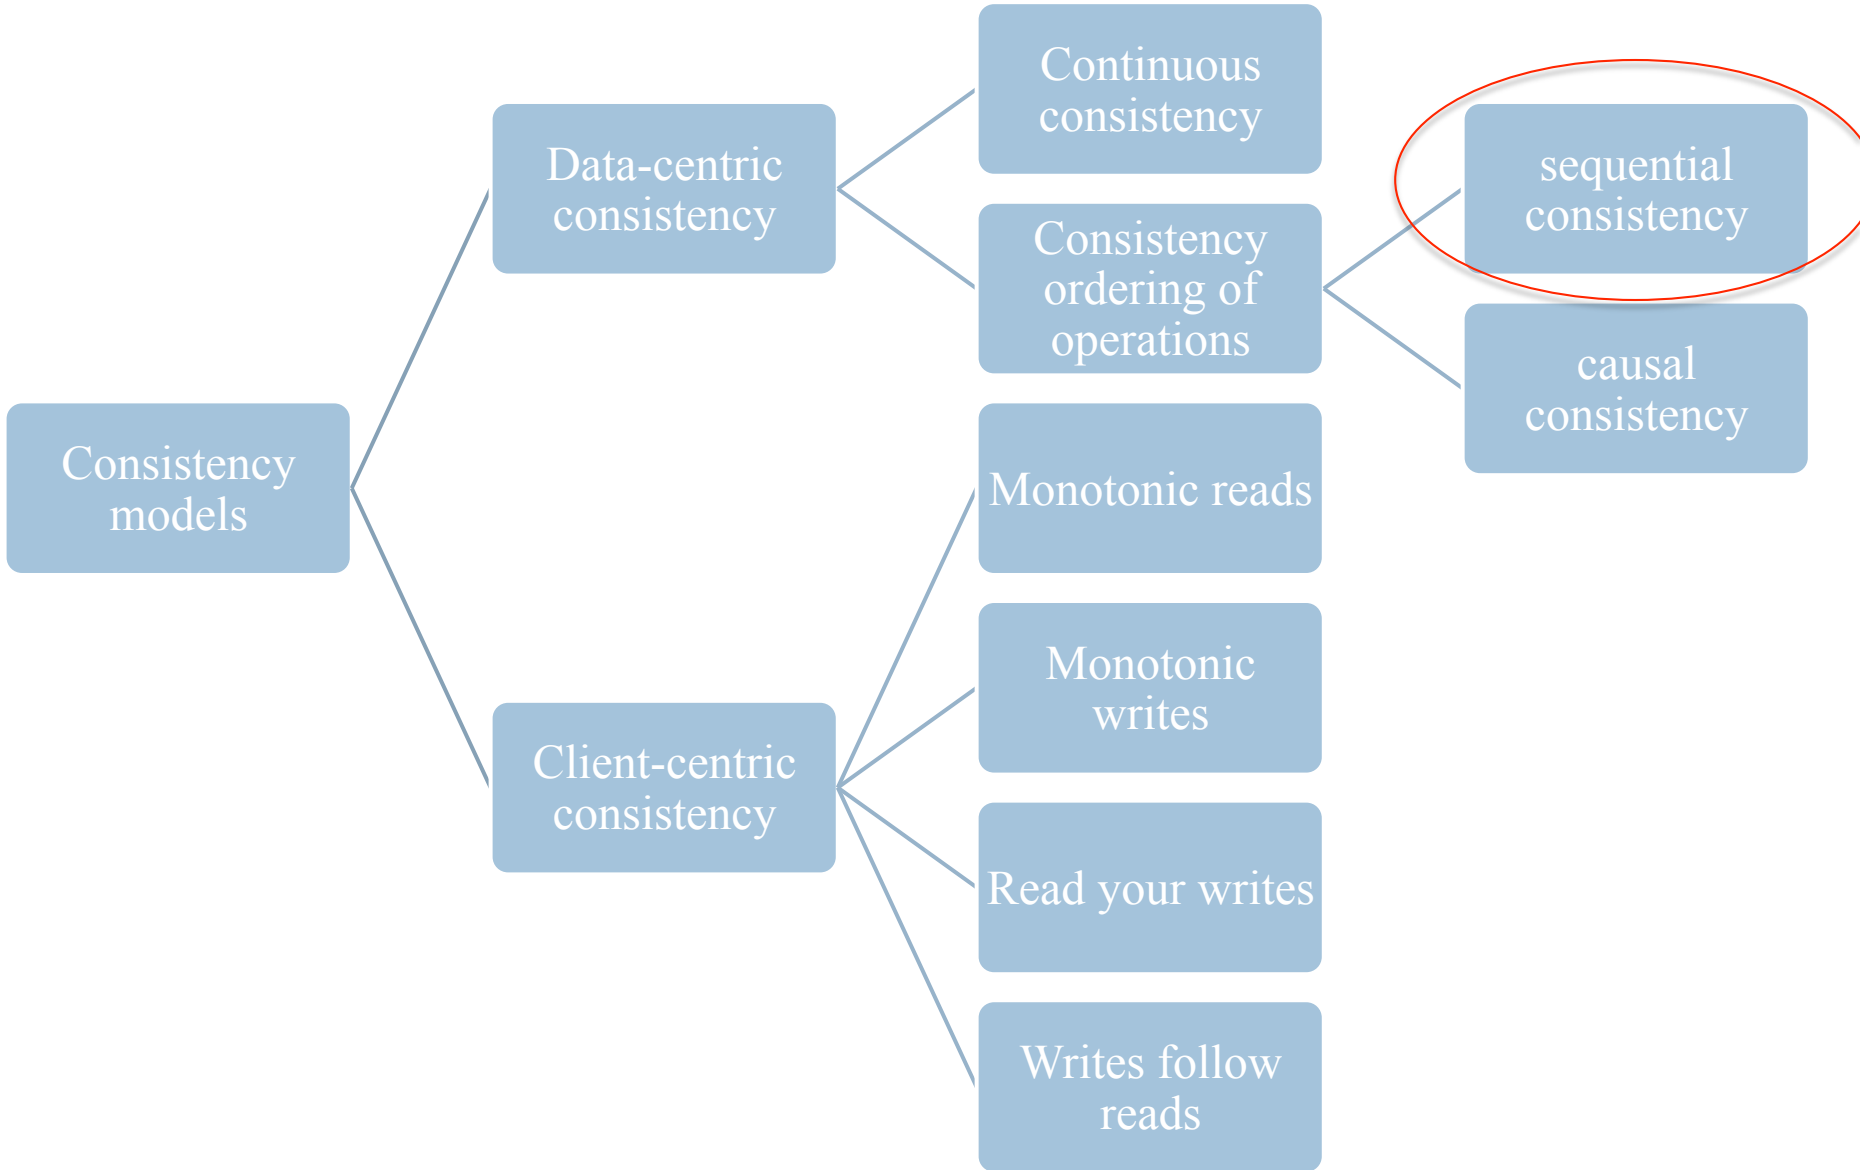 Consistency
models
Data-centric
consistency
Continuous
consistency
Consistency
ordering of
operations
sequential
consistency
causal
consistency
Client-centric
consistency
Monotonic reads
Monotonic
writes
Read your writes
Writes follow
reads